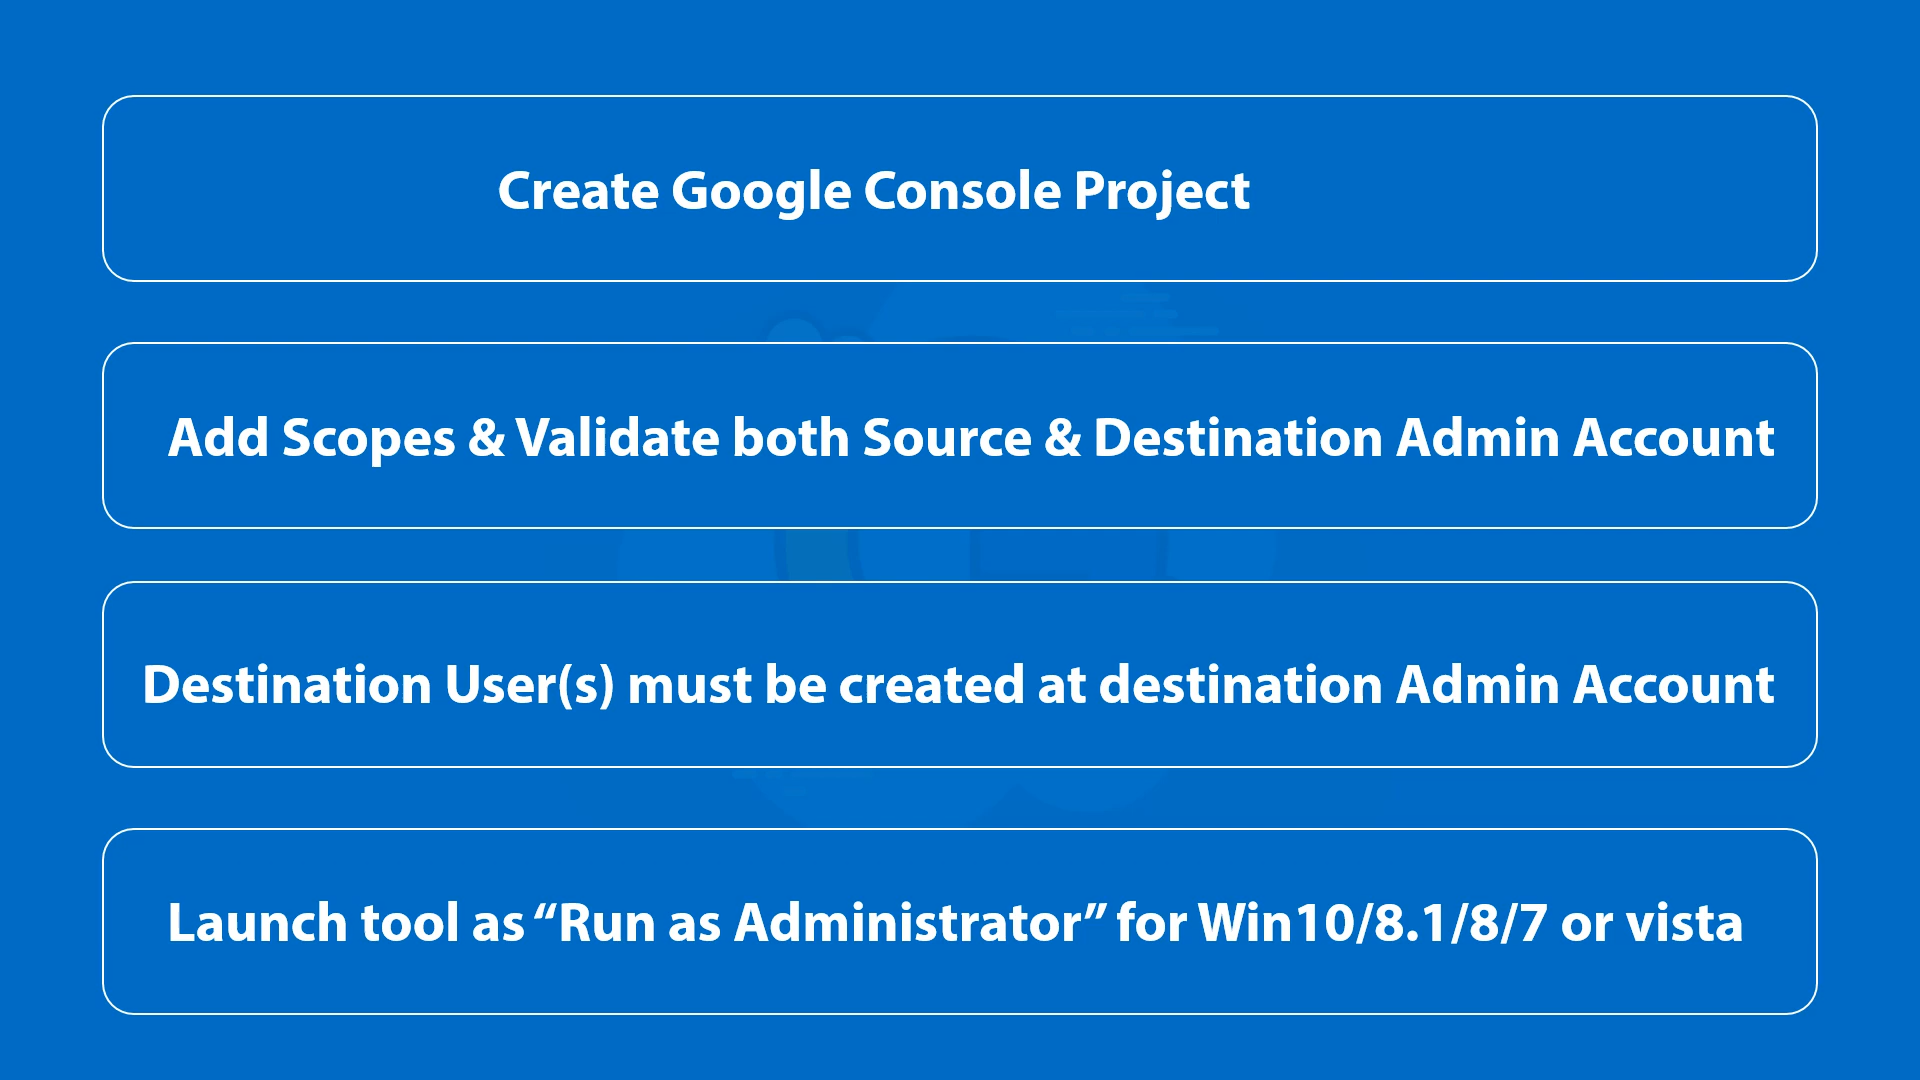 Create Google Console Project
Add Scopes & Validate both Source & Destination Admin Account
Destination User(s) must be created at destination Admin Account
Launch tool as “Run as Administrator” for Win10/8.1/8/7 or vista